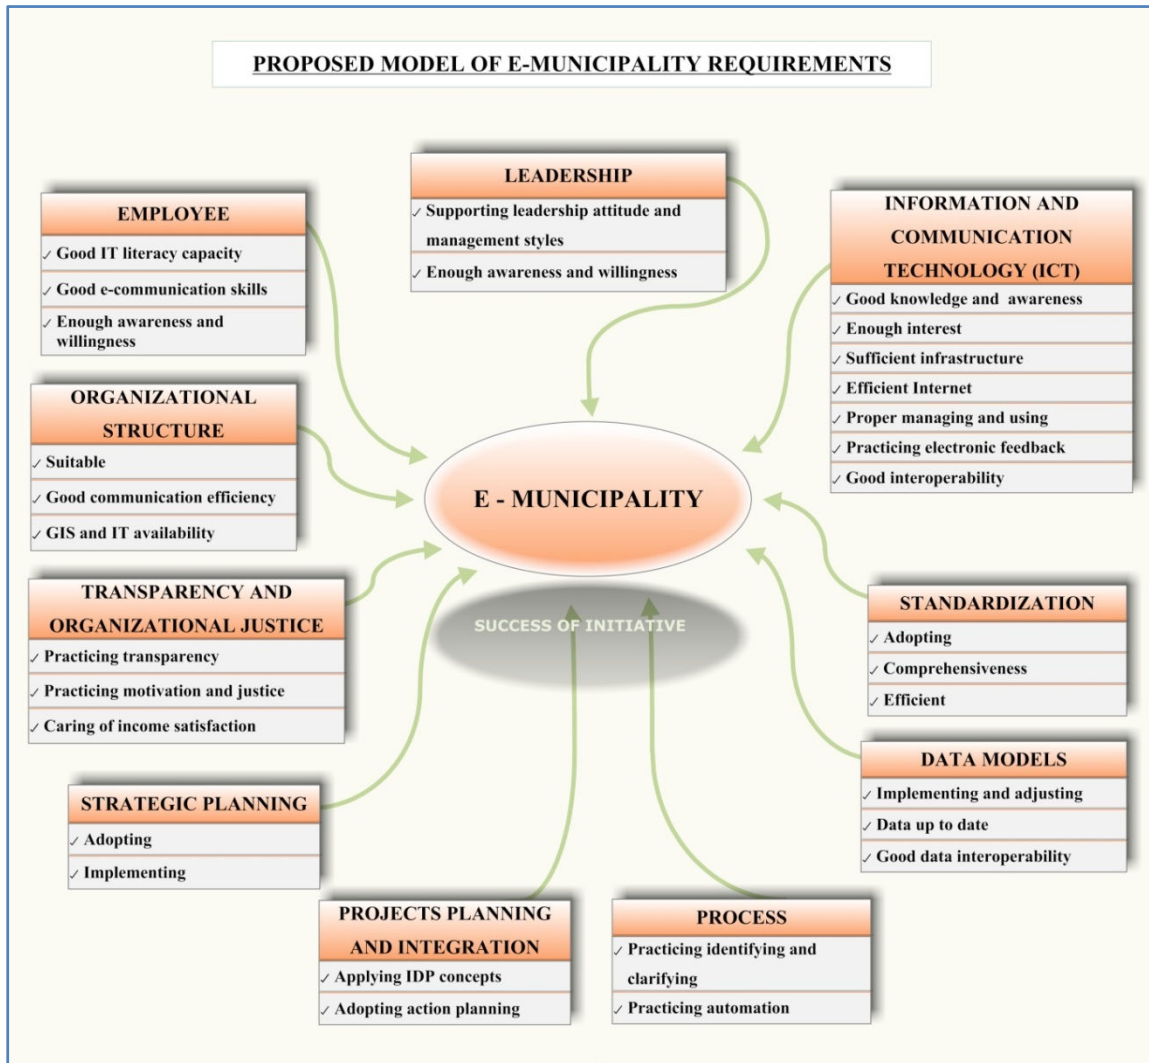 PROPOSED MODEL OF E-MUNICIPALITY REQUIREMENTS
LEADERSHIP
✓ Supporting leadership attitude and
management styles
✓ Enough awareness and willingness
EMPLOYEE
✓ Good IT literacy capacity
✓ Good e-communication skills
✓ Enough awareness and
willingness
INFORMATION AND
COMMUNICATION
TECHNOLOGY (ICT)
✓ Good knowledge and awareness
✓ Enough interest
✓ Sufficient infrastructure
✓ Efficient Internet
✓ Proper managing and using
✓ Practicing electronic feedback
✓ Good interoperability
ORGANIZATIONAL
STRUCTURE
✓ Suitable
✓ Good communication efficiency
✓ GIS and IT availability
E - MUNICIPALITY
SUCCESS OF INITIATIVE
TRANSPARENCY AND
ORGANIZATIONAL JUSTICE
✓ Practicing transparency
✓ Practicing motivation and justice
✓ Caring of income satisfaction
STANDARDIZATION
✓ Adopting
✓ Comprehensiveness
✓ Efficient
DATA MODELS
✓ Implementing and adjusting
✓ Data up to date
✓ Good data interoperability
STRATEGIC PLANNING
✓ Adopting
✓ Implementing
PROJECTS PLANNING
AND INTEGRATION
✓ Applying IDP concepts
✓ Adopting action planning
PROCESS
✓ Practicing identifying and
clarifying
✓ Practicing automation